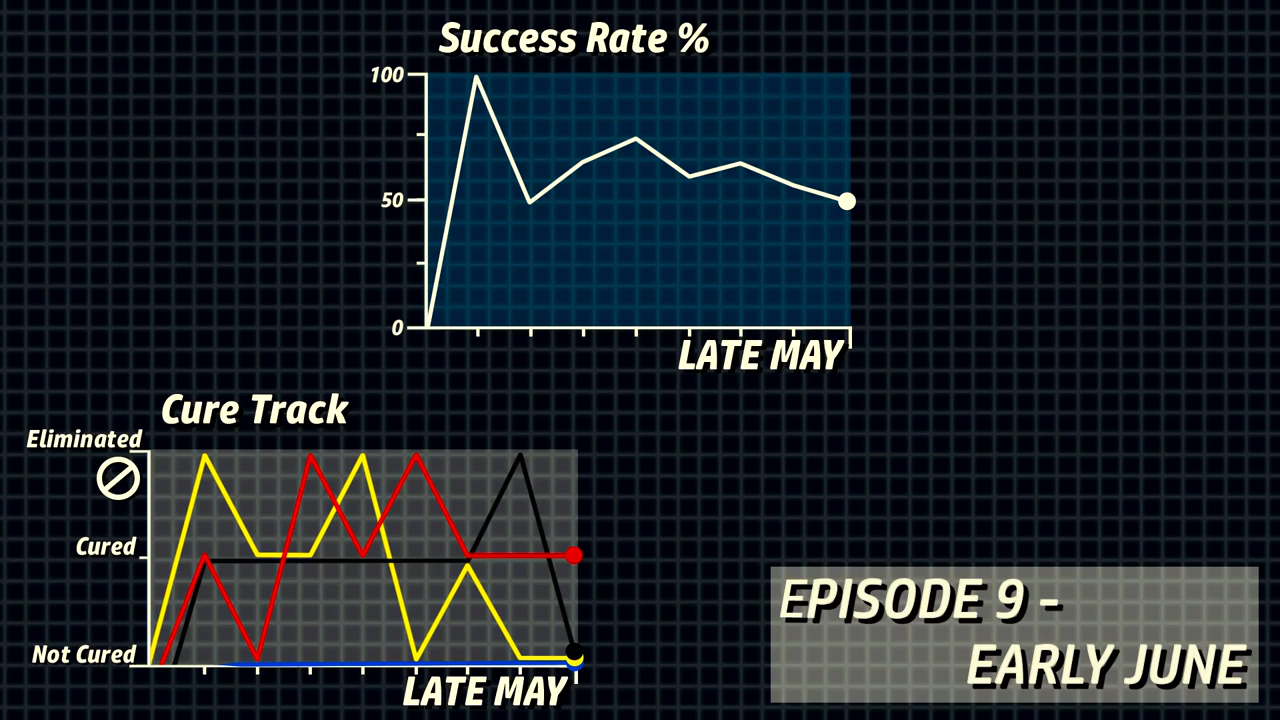 Success Rate %
100
50
0
LATE MAY
Cure Track
Eliminated
Cured
Not Cured
LATE MAY
EPISODE 9 -
EARLY JUNE